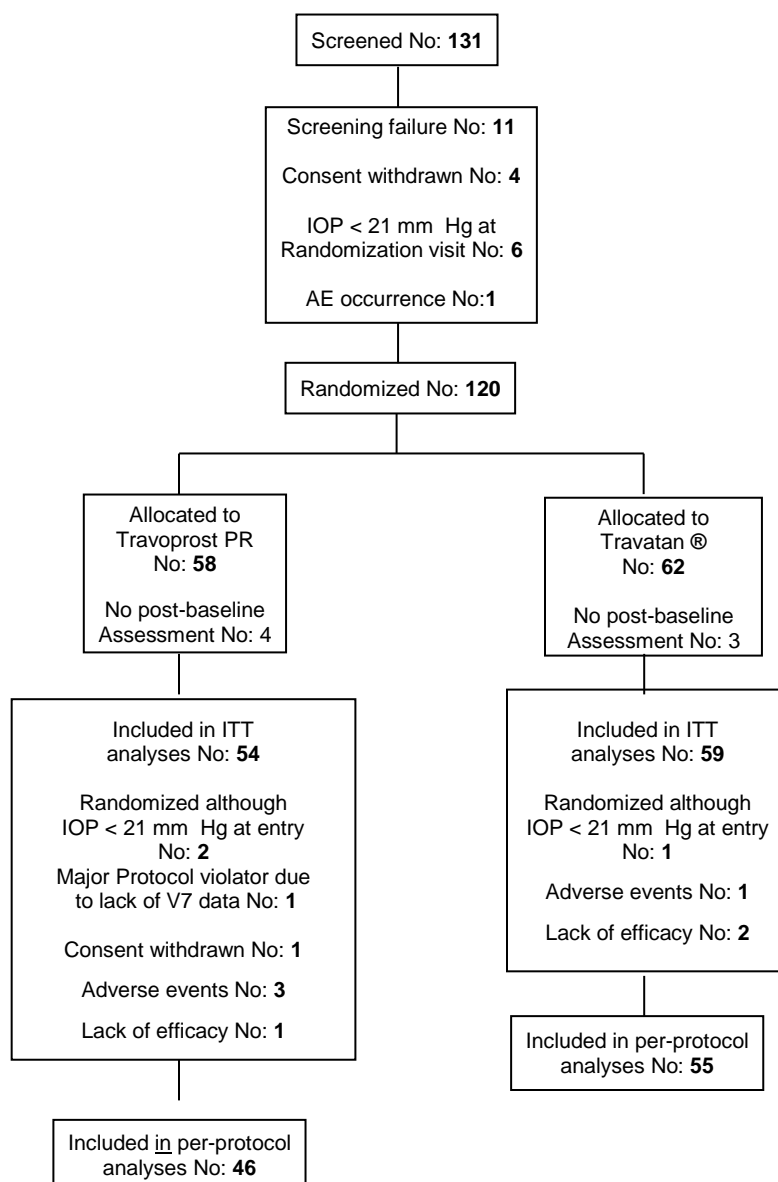 Screened No: 131
Screening failure No: 11
Consent withdrawn No: 4
IOP < 21 mm Hg at
Randomization visit No: 6
AE occurrence No:1
Randomized No: 120
Allocated to
Travoprost PR
No: 58
No post-baseline
Assessment No: 4
Allocated to
Travatan ®
No: 62
No post-baseline
Assessment No: 3
Included in ITT
analyses No: 54
Randomized although
IOP < 21 mm Hg at entry
No: 2
Major Protocol violator due
to lack of V7 data No: 1
Consent withdrawn No: 1
Adverse events No: 3
Lack of efficacy No: 1
Included in ITT
analyses No: 59
Randomized although
IOP < 21 mm Hg at entry
No: 1
Adverse events No: 1
Lack of efficacy No: 2
Included in per-protocol
analyses No: 55
Included in per-protocol
analyses No: 46